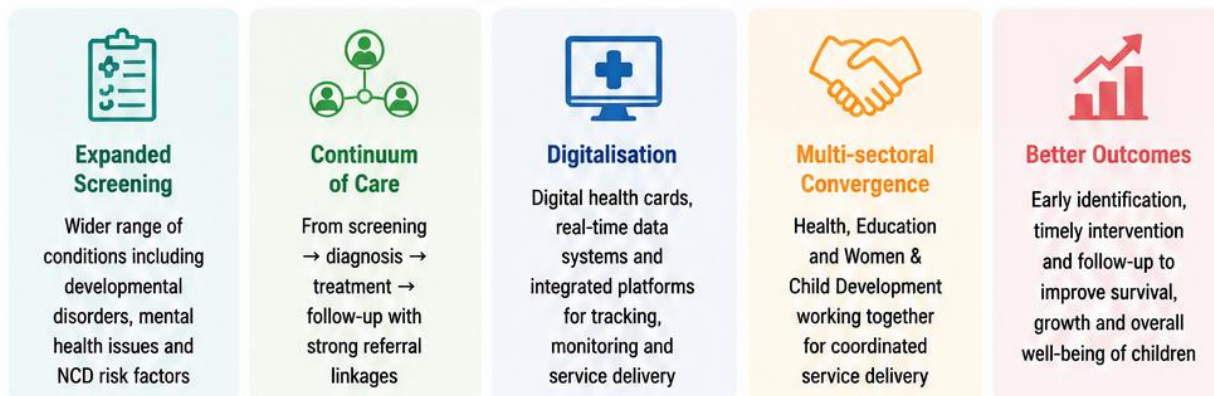 Expanded
Screening
Wider range of
conditions including
developmental
disorders, mental
health issues and
NCD risk factors
Continuum
of Care
From screening
→ diagnosis →
treatment →
follow-up with
strong referral
linkages
Digitalisation
Digital health cards,
real-time data
systems and
integrated platforms
for tracking,
monitoring and
service delivery
Multi-sectoral
Convergence
Health, Education
and Women &
Child Development
working together
for coordinated
service delivery
Better Outcomes
Early identification,
timely intervention
and follow-up to
improve survival,
growth and overall
well-being of children